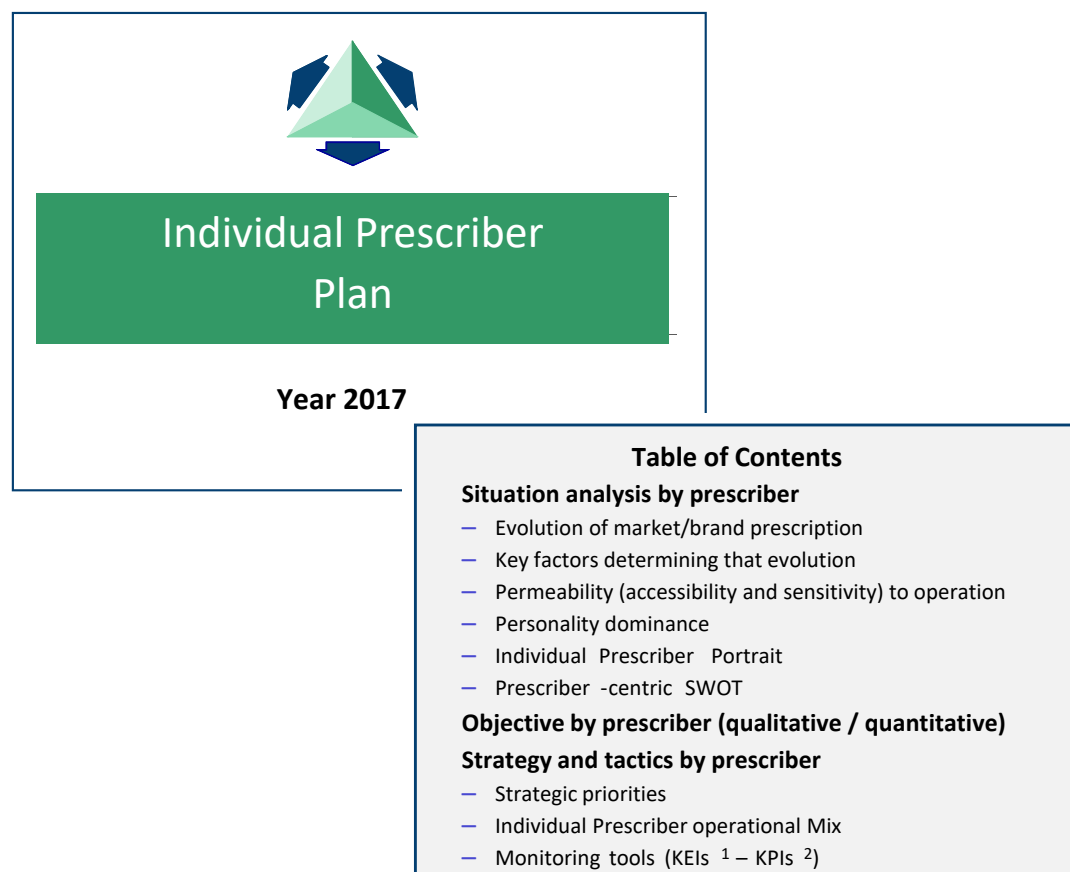 Individual Prescriber
Plan
Year 2017
Table of Contents
Situation analysis by prescriber
– Evolution of market/brand prescription
– Key factors determining that evolution
– Permeability (accessibility and sensitivity) to operation
– Personality dominance
– Individual Prescriber Portrait
– Prescriber -centric SWOT
Objective by prescriber (qualitative / quantitative)
Strategy and tactics by prescriber
– Strategic priorities
– Individual Prescriber operational Mix
– Monitoring tools (KEIs 1 – KPIs 2)